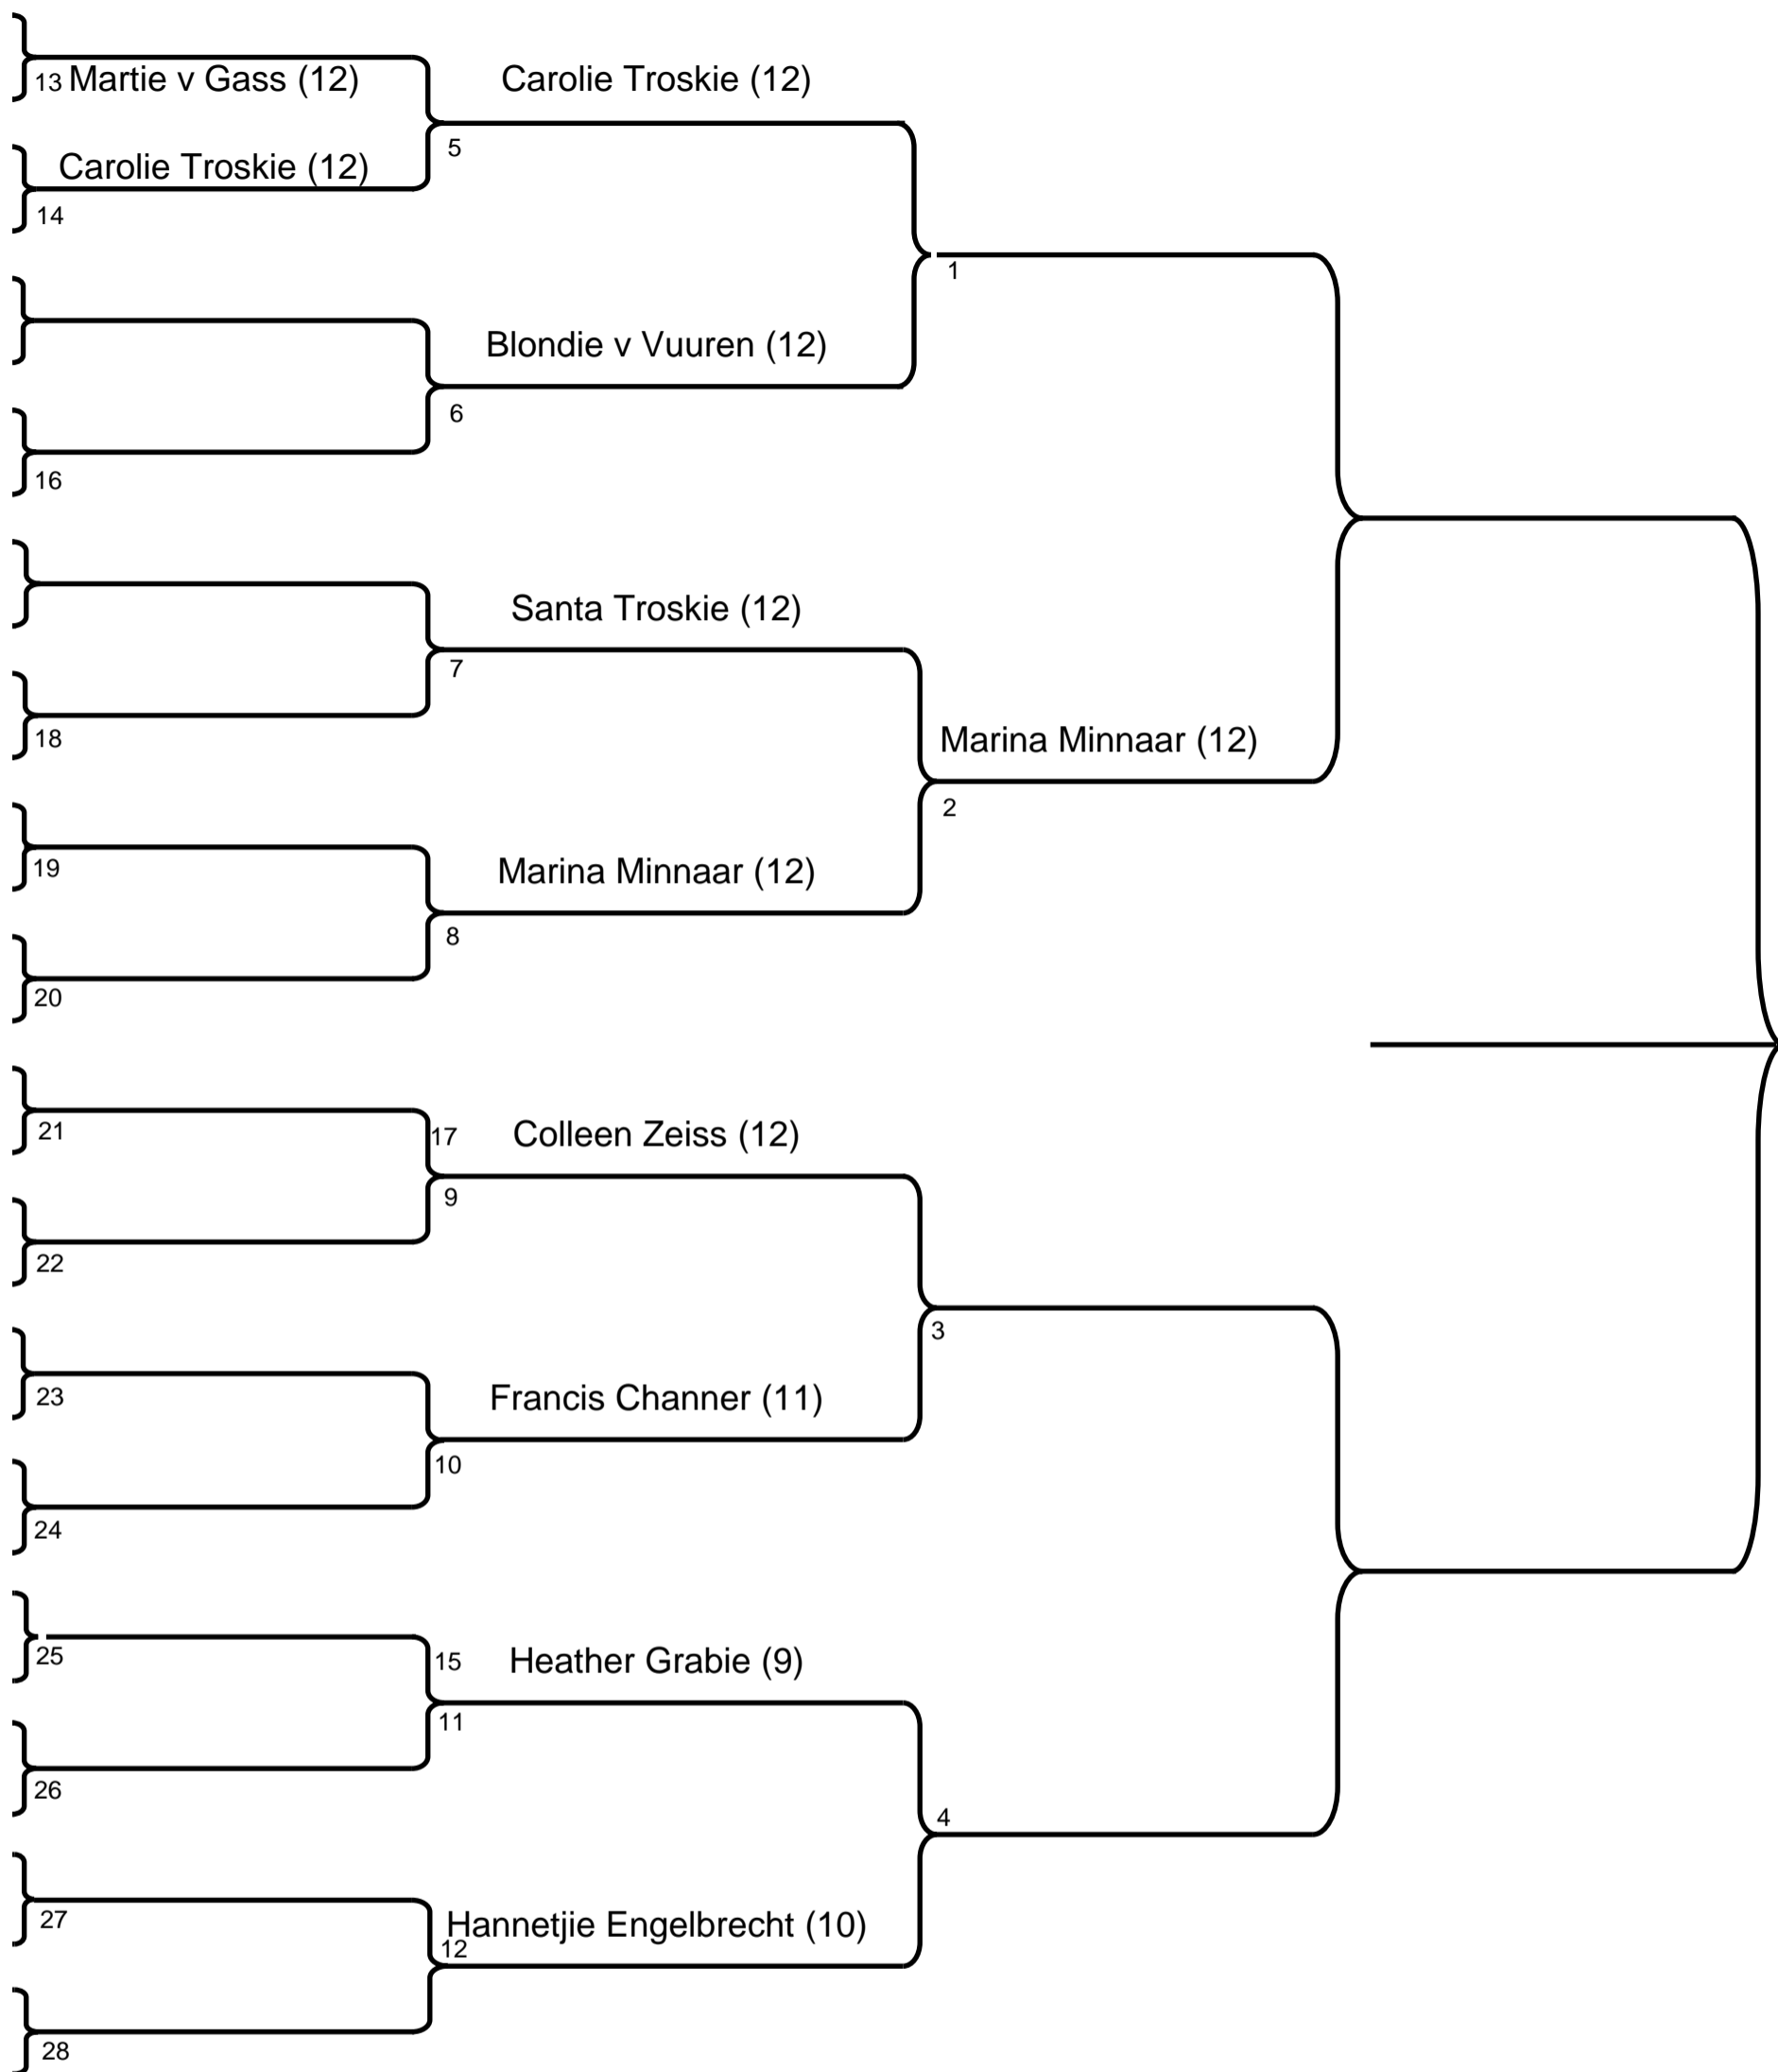 13 Martie v Gass (12)
Carolie Troskie (12)
5
Carolie Troskie (12)
14
1
Blondie v Vuuren (12)
6
16
Santa Troskie (12)
7
18
Marina Minnaar (12)
2
19
Marina Minnaar (12)
8
20
21
17
Colleen Zeiss (12)
9
22
3
23
Francis Channer (11)
10
24
25
15
Heather Grabie (9)
11
26
4
27
Hannetjie Engelbrecht (10)
12
28